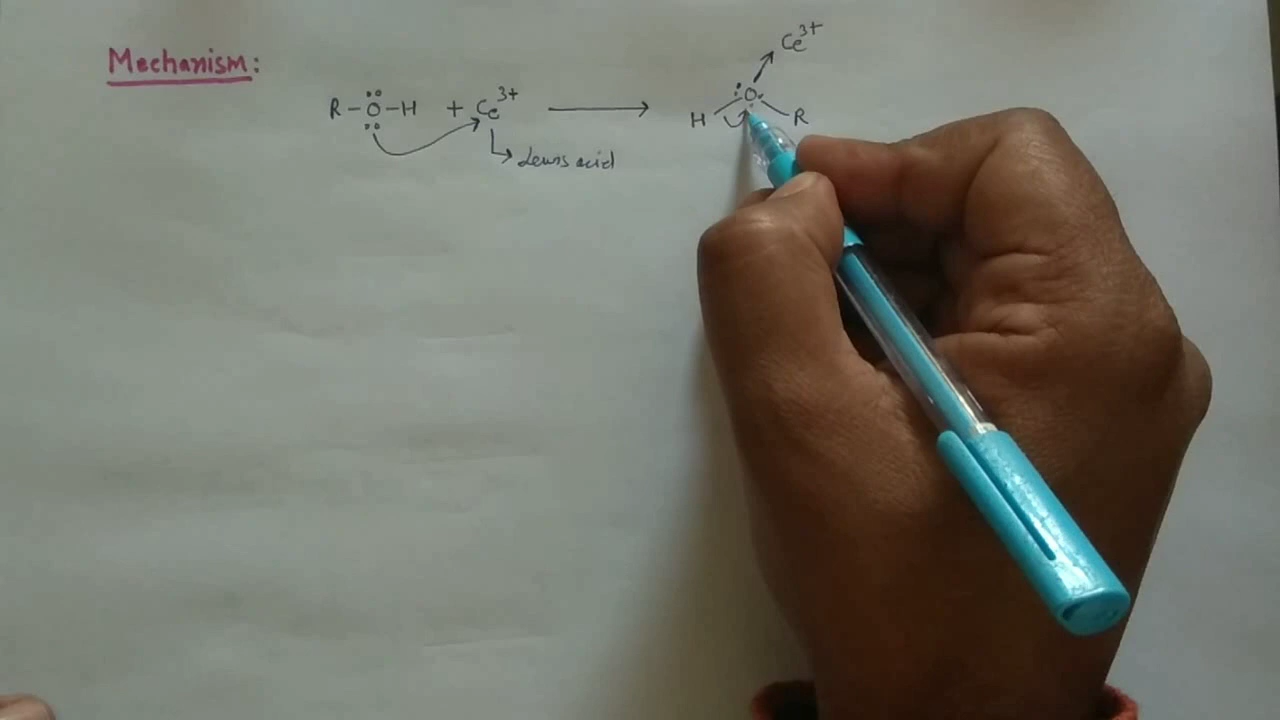 Mechanism:
R-Ö-H + Ce3+ ⟶
Lewis acid
Ce3+
:O
H R